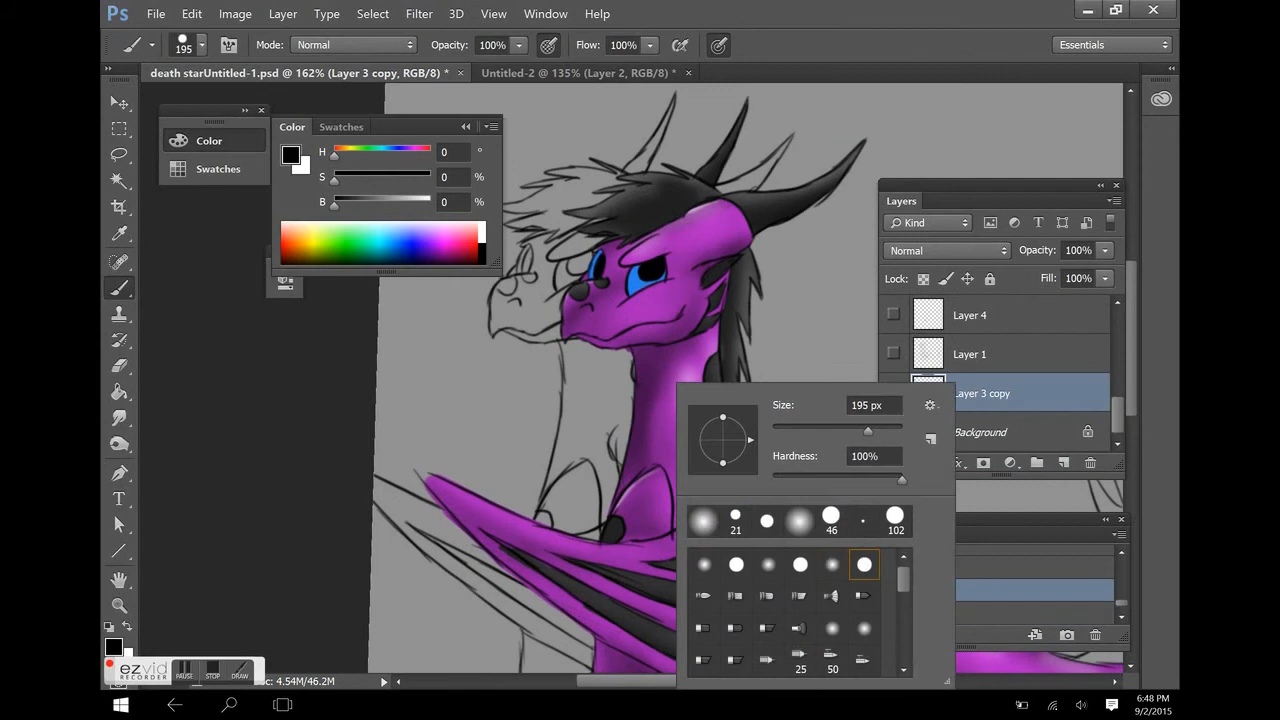 Ps File Edit Image Layer Type Select Filter 3D View Window Help
195 Mode: Normal Opacity: 100% Flow: 100% Essentials
death starUntitled-1.psd @ 162% (Layer 3 copy, RGB/8) * × Untitled-2 @ 135% (Layer 2, RGB/8) * ×
Color
Swatches
Color Swatches
H 0 °
S 0 %
B 0 %
Layers
Kind
Normal Opacity: 100%
Lock: Fill: 100%
Layer 4
Layer 1
Layer 3 copy
Background
Size: 195 px
Hardness: 100%
21 46 102
25 50
ezvid
RECORDER
PAUSE STOP DRAW
oc: 4.54M/46.2M
6:48 PM
9/2/2015